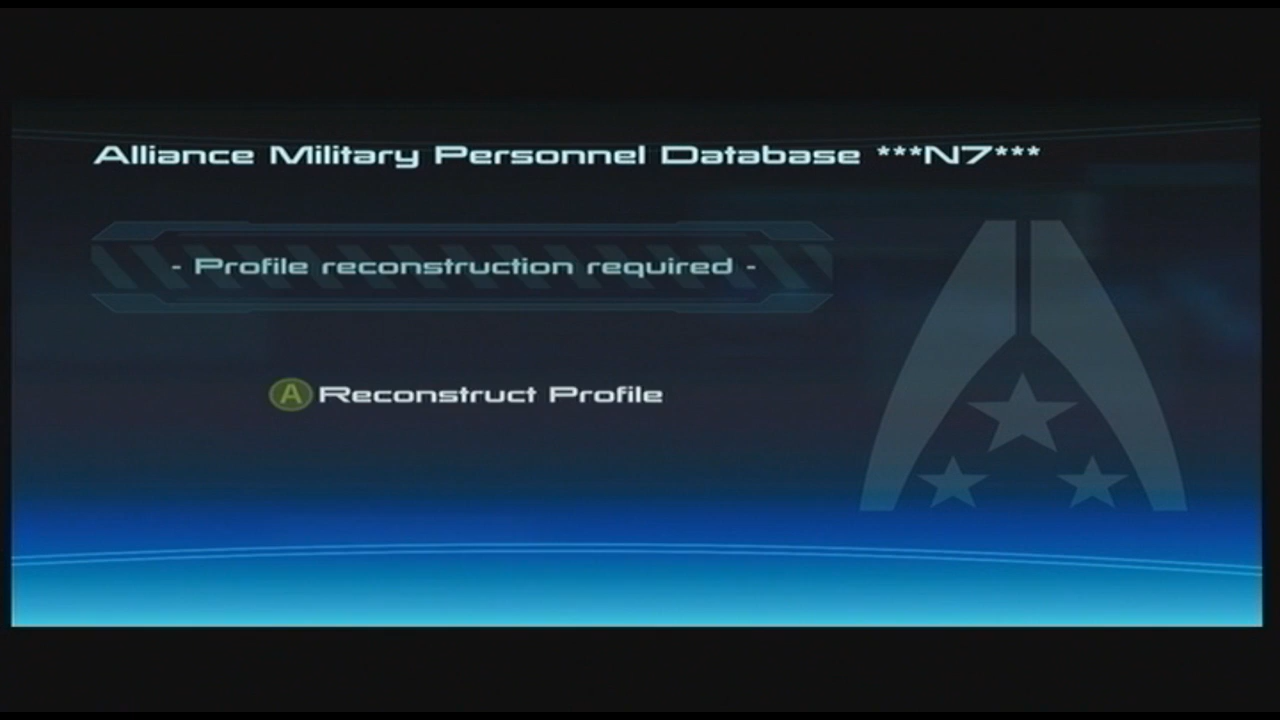 Alliance Military Personnel Database ***N7***
- Profile reconstruction required -
A Reconstruct Profile